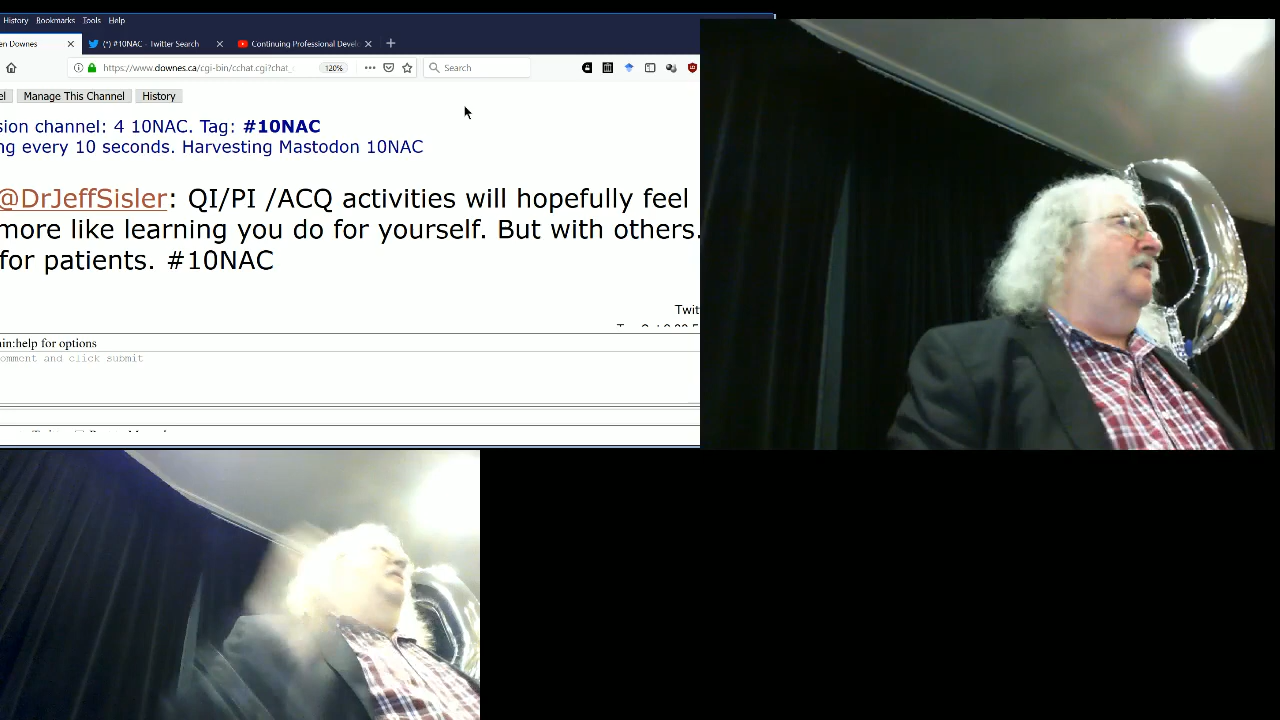 History Bookmarks Tools Help
en Downes
(*) #10NAC - Twitter Search
Continuing Professional Devel
https://www.downes.ca/cgi-bin/cchat.cgi?chat_
120%
Search
el
Manage This Channel
History
sion channel: 4 10NAC. Tag: #10NAC
ng every 10 seconds. Harvesting Mastodon 10NAC
@DrJeffSisler: QI/PI /ACQ activities will hopefully feel
more like learning you do for yourself. But with others.
for patients. #10NAC
Twit
in:help for options
omment and click submit